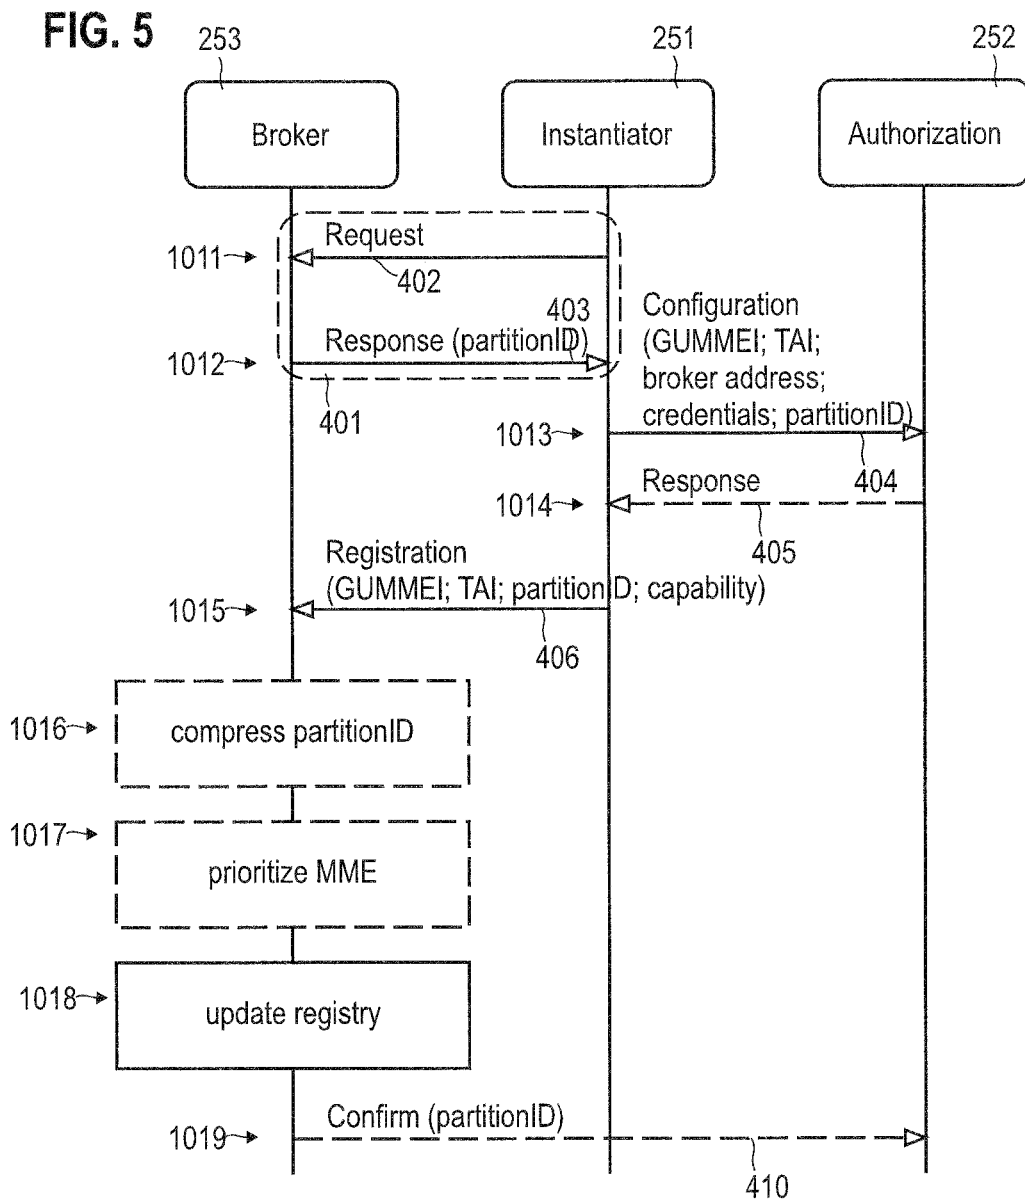 FIG. 5
253
251
252
Broker
Instantiator
Authorization
Request
1011
402
Configuration
(GUMMEI; TAI;
broker address;
credentials; partitionID)
403
Response (partitionID)
1012
401
1013
404
Response
1014
405
Registration
(GUMMEI; TAI; partitionID; capability)
1015
406
1016
compress partitionID
1017
prioritize MME
1018
update registry
Confirm (partitionID)
1019
410